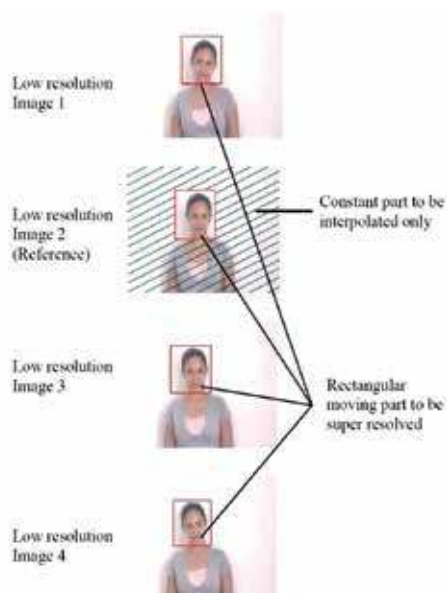 Low resolution
Image 1
Low resolution
Image 2
(Reference)
Constant part to be
interpolated only
Low resolution
Image 3
Rectangular
moving part to be
super resolved
Low resolution
Image 4